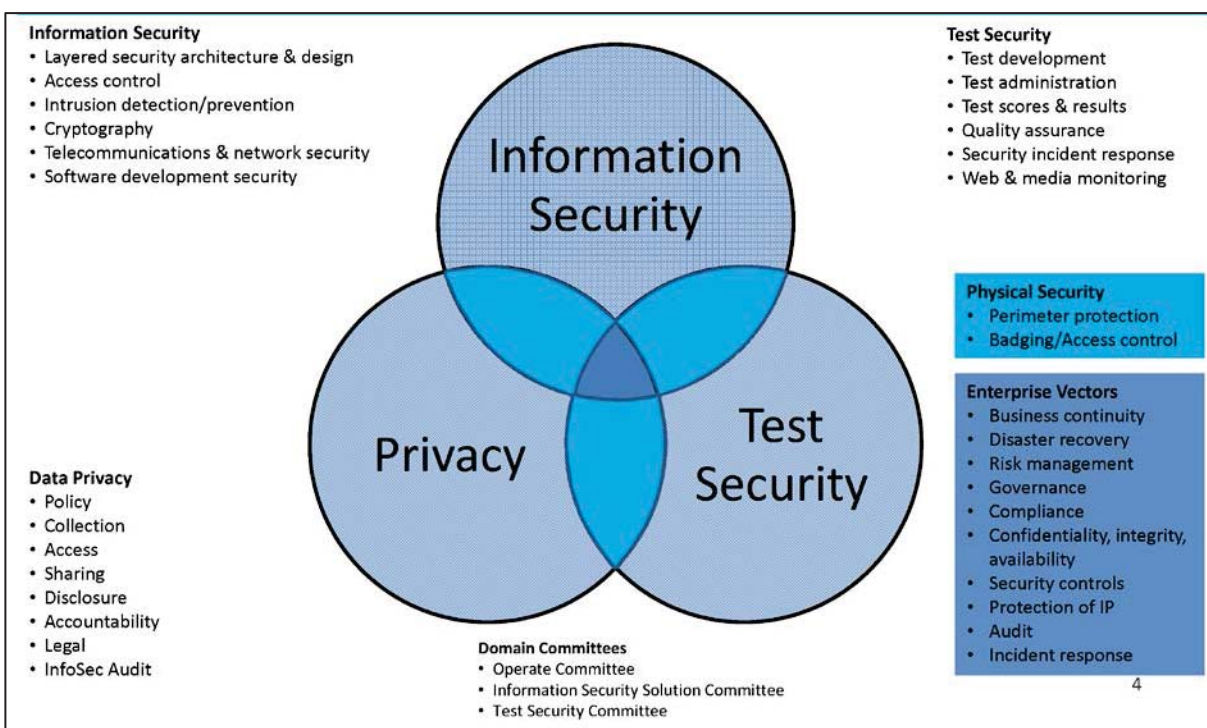 Information Security
• Layered security architecture & design
• Access control
• Intrusion detection/prevention
• Cryptography
• Telecommunications & network security
• Software development security
Test Security
• Test development
• Test administration
• Test scores & results
• Quality assurance
• Security incident response
• Web & media monitoring
Information
Security
Privacy
Test
Security
Physical Security
• Perimeter protection
• Badging/Access control
Enterprise Vectors
• Business continuity
• Disaster recovery
• Risk management
• Governance
• Compliance
• Confidentiality, integrity,
availability
• Security controls
• Protection of IP
• Audit
• Incident response
Data Privacy
• Policy
• Collection
• Access
• Sharing
• Disclosure
• Accountability
• Legal
• InfoSec Audit
Domain Committees
• Operate Committee
• Information Security Solution Committee
• Test Security Committee
4